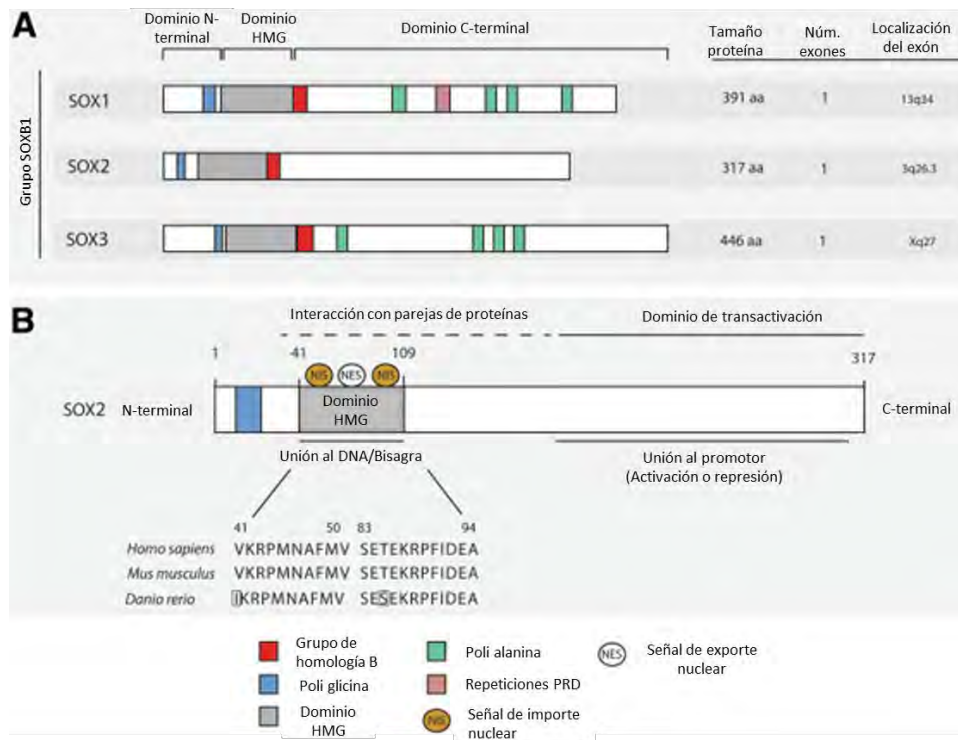 A
Dominio N-
terminal
Dominio
HMG
Dominio C-terminal
Tamaño
proteína
Núm.
exones
Localización
del exón
Grupo SOXB1
SOX1
391 aa
1
13q34
SOX2
317 aa
1
3q26.3
SOX3
446 aa
1
Xq27
B
Interacción con parejas de proteínas
Dominio de transactivación
1
41
109
317
NIS
NES
NIS
SOX2
N-terminal
Dominio
HMG
C-terminal
Unión al DNA/Bisagra
Unión al promotor
(Activación o represión)
41 50 83 94
Homo sapiens VKRPMNAFMV SETEKRPFIDEA
Mus musculus VKRPMNAFMV SETEKRPFIDEA
Danio rerio IKRPMNAFMV SESEKRPFIDEA
Grupo de
homología B
Poli alanina
NES
Señal de exporte
nuclear
Poli glicina
Repeticiones PRD
Dominio
HMG
NIS
Señal de importe
nuclear